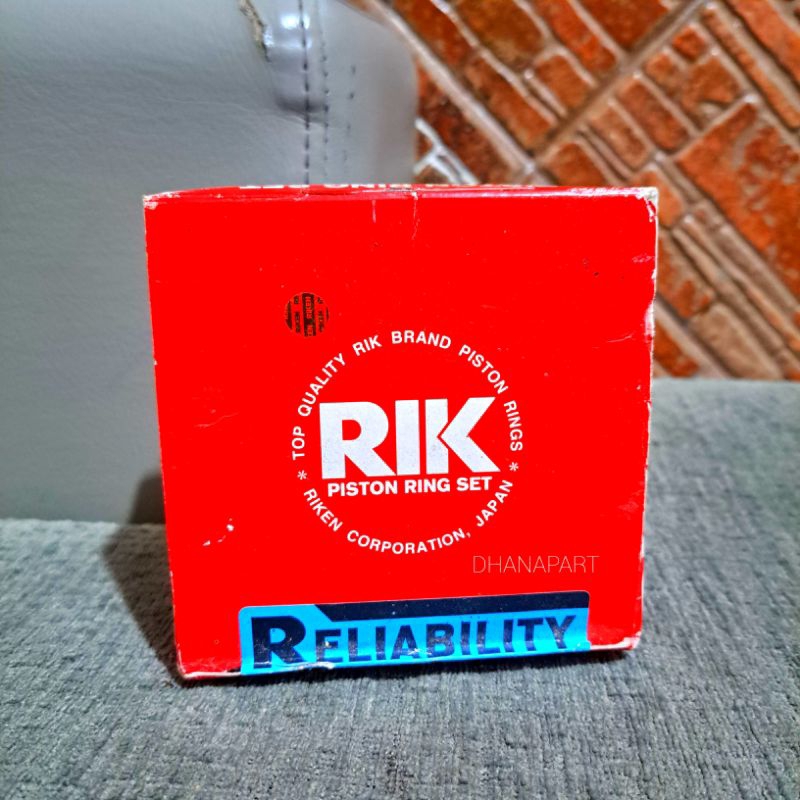 * TOP QUALITY RIK BRAND PISTON RINGS *
RIK
PISTON RING SET
RIKEN CORPORATION, JAPAN
DHANAPART
RELIABILITY